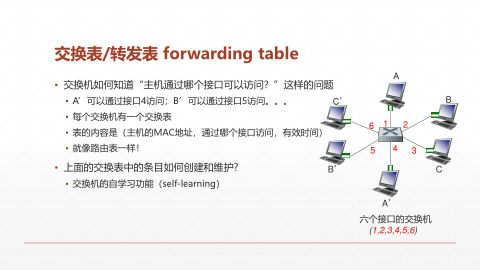 交换表/转发表 forwarding table
交换机如何知道“主机通过哪个接口可以访问？”这样的问题
A’可以通过接口4访问；B’可以通过接口5访问。。。
每个交换机有一个交换表
表的内容是（主机的MAC地址，通过哪个接口访问，有效时间）
就像路由表一样！
上面的交换表中的条目如何创建和维护?
交换机的自学习功能（self-learning）
A
C’
B
6
1
2
5
4
3
B’
C
A’
六个接口的交换机
(1,2,3,4,5,6)